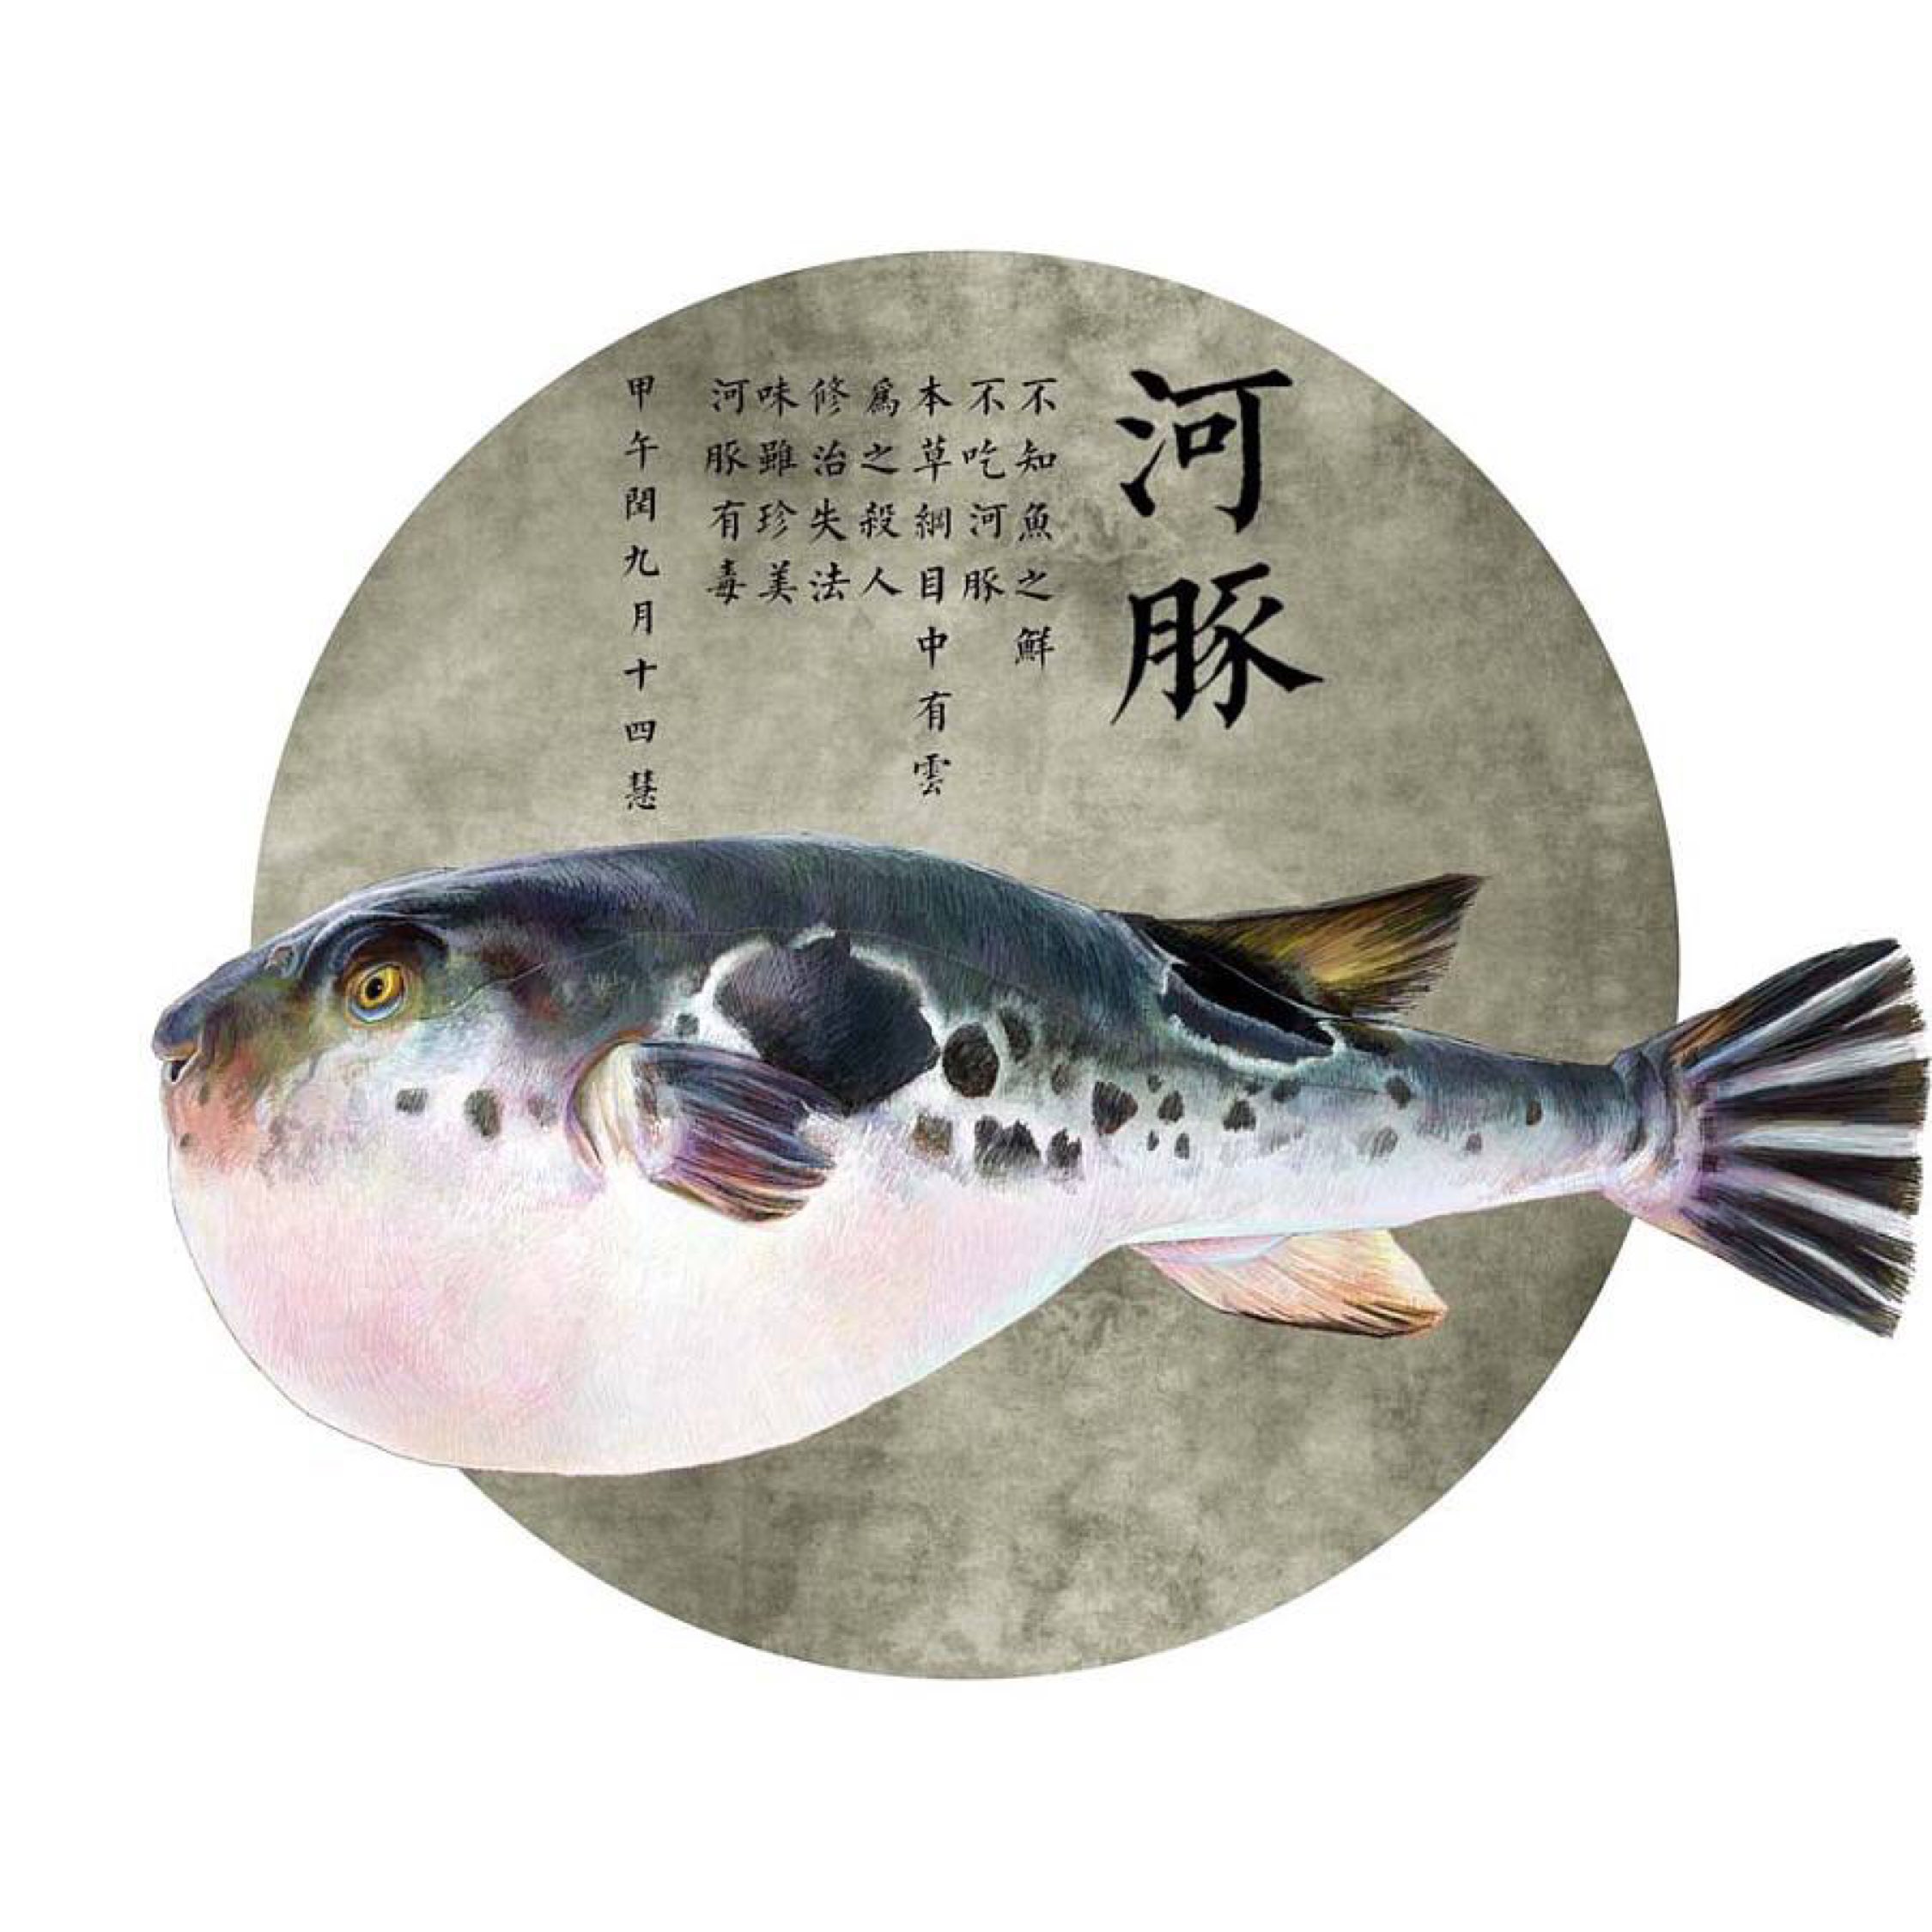 河豚
不知魚之鮮
不吃河豚
本草綱目中有雲
爲之殺人
修治失法
味雖珍美
河豚有毒
甲午閏九月十四慧